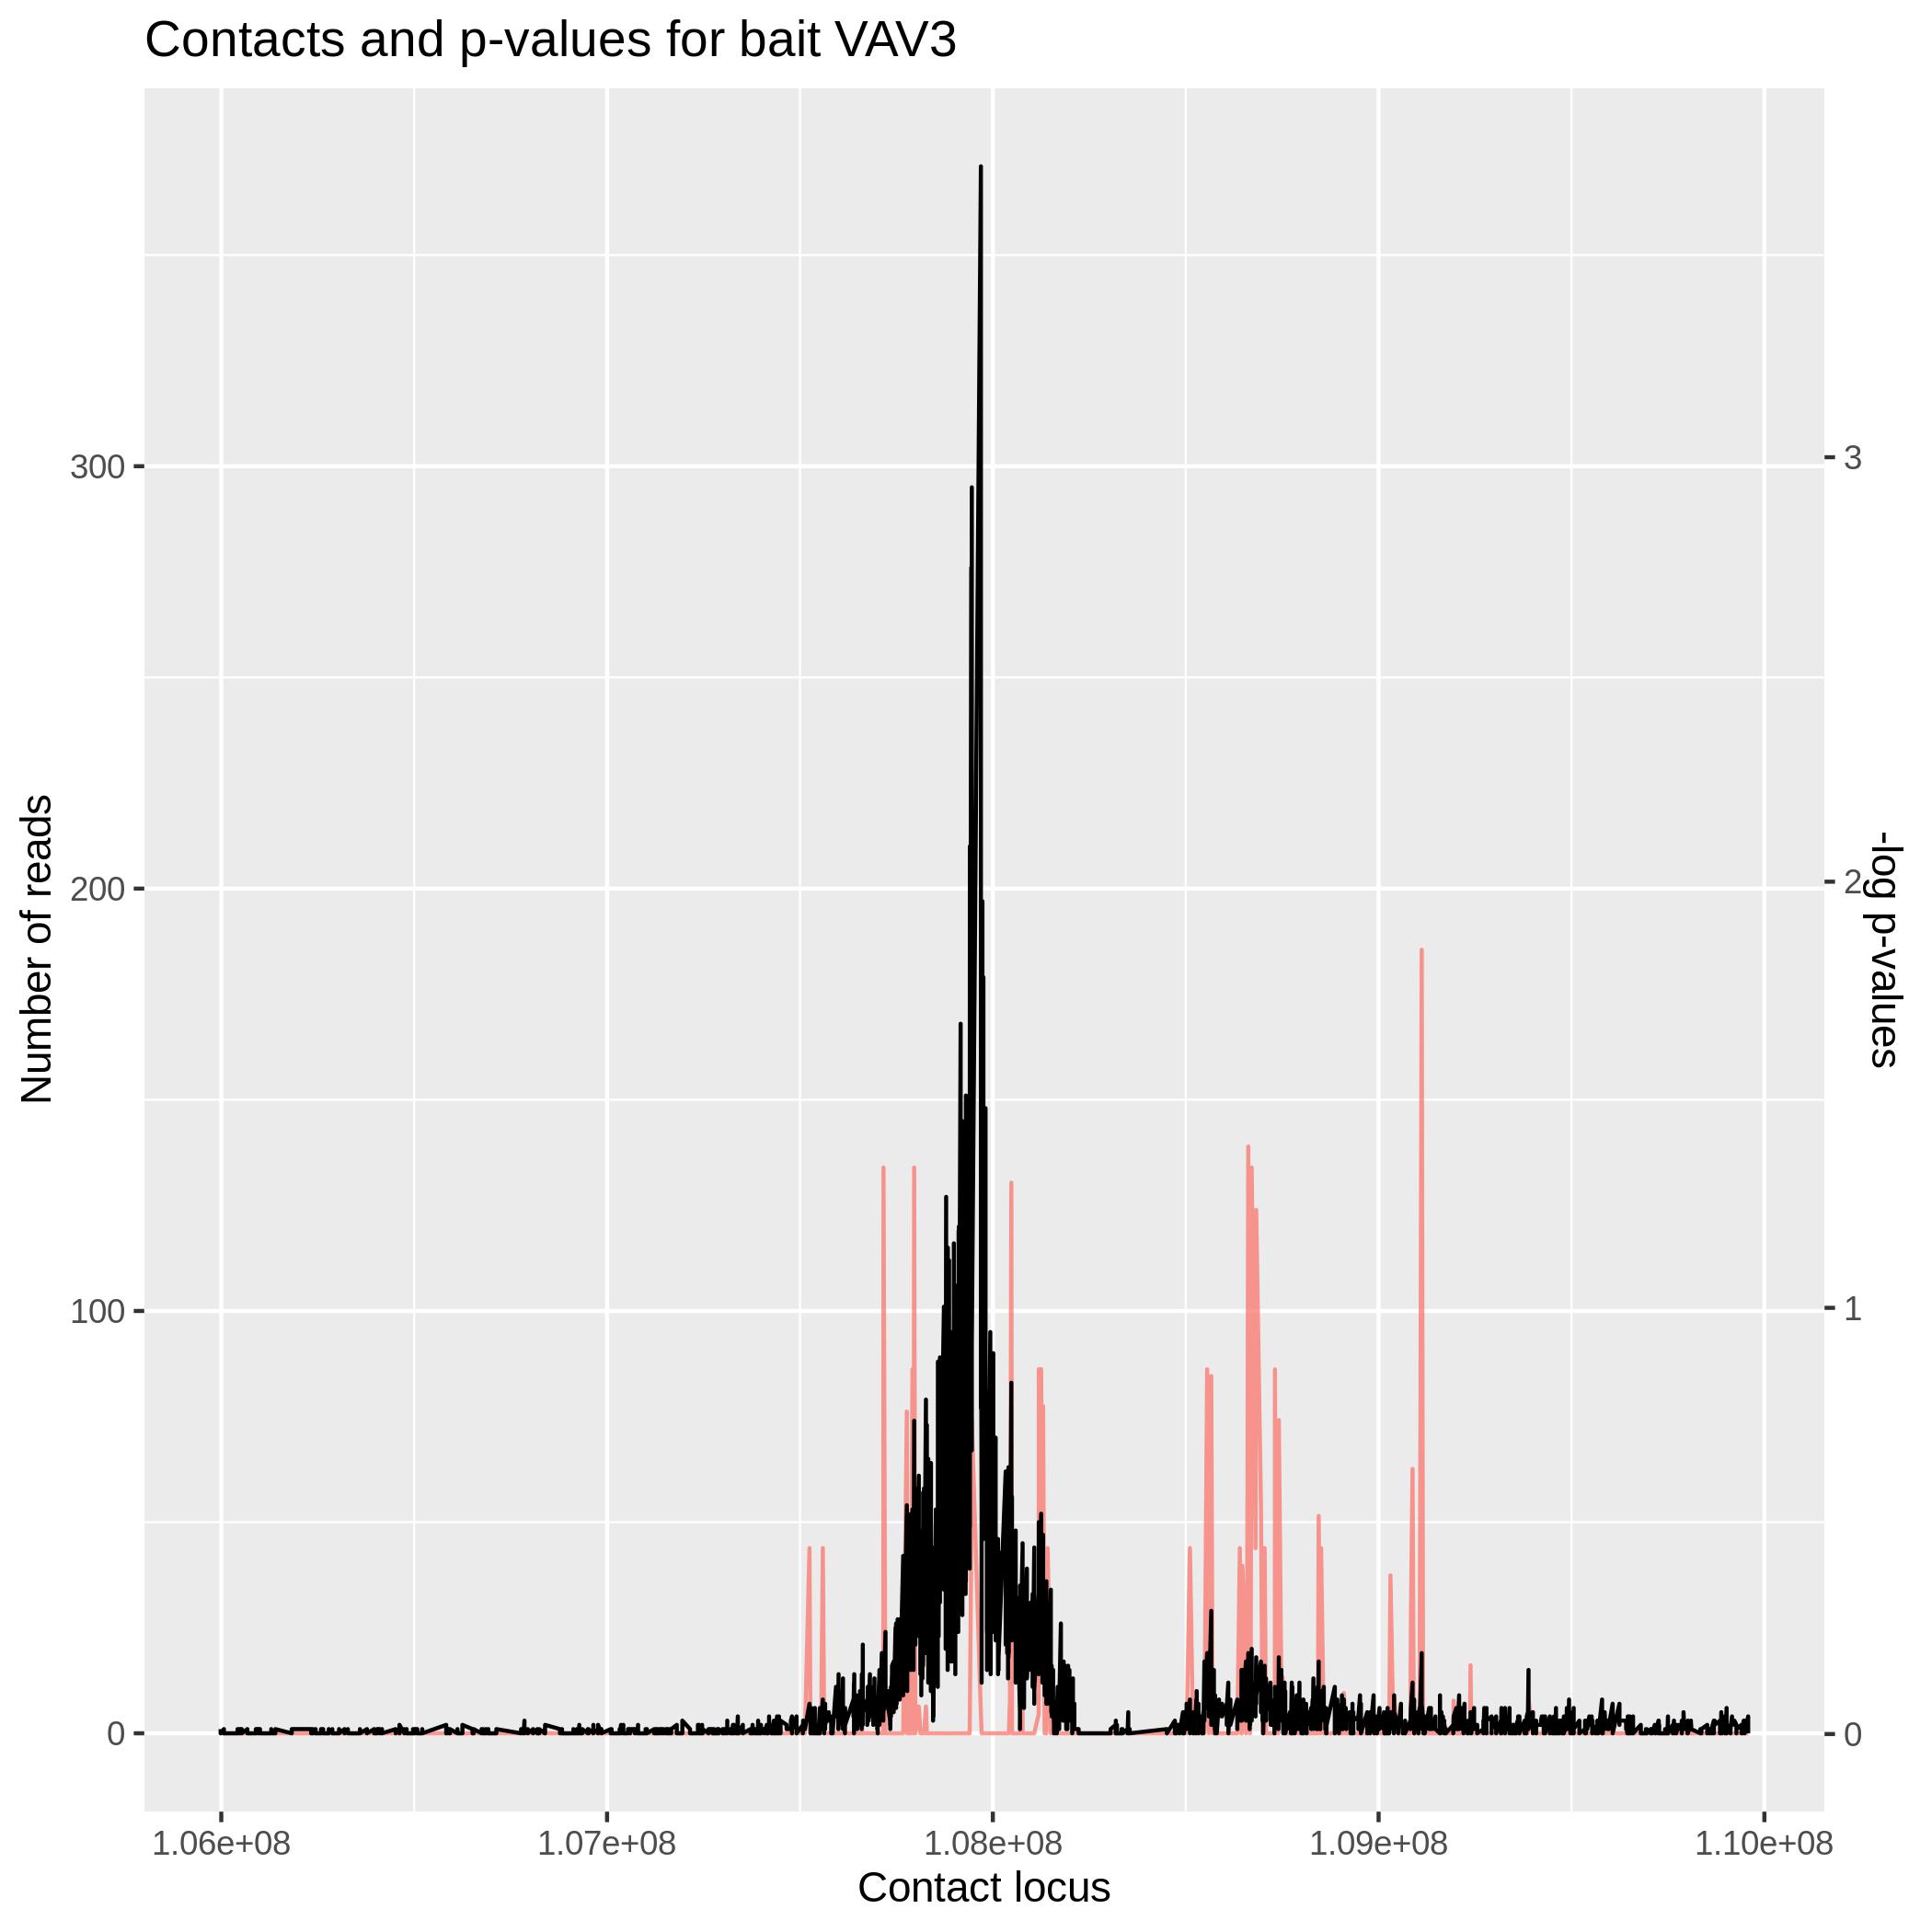 Contacts and p-values for bait VAV3
Number of reads
300
200
100
0
3
2
1
0
-log p-values
1.06e+08
1.07e+08
1.08e+08
1.09e+08
1.10e+08
Contact locus